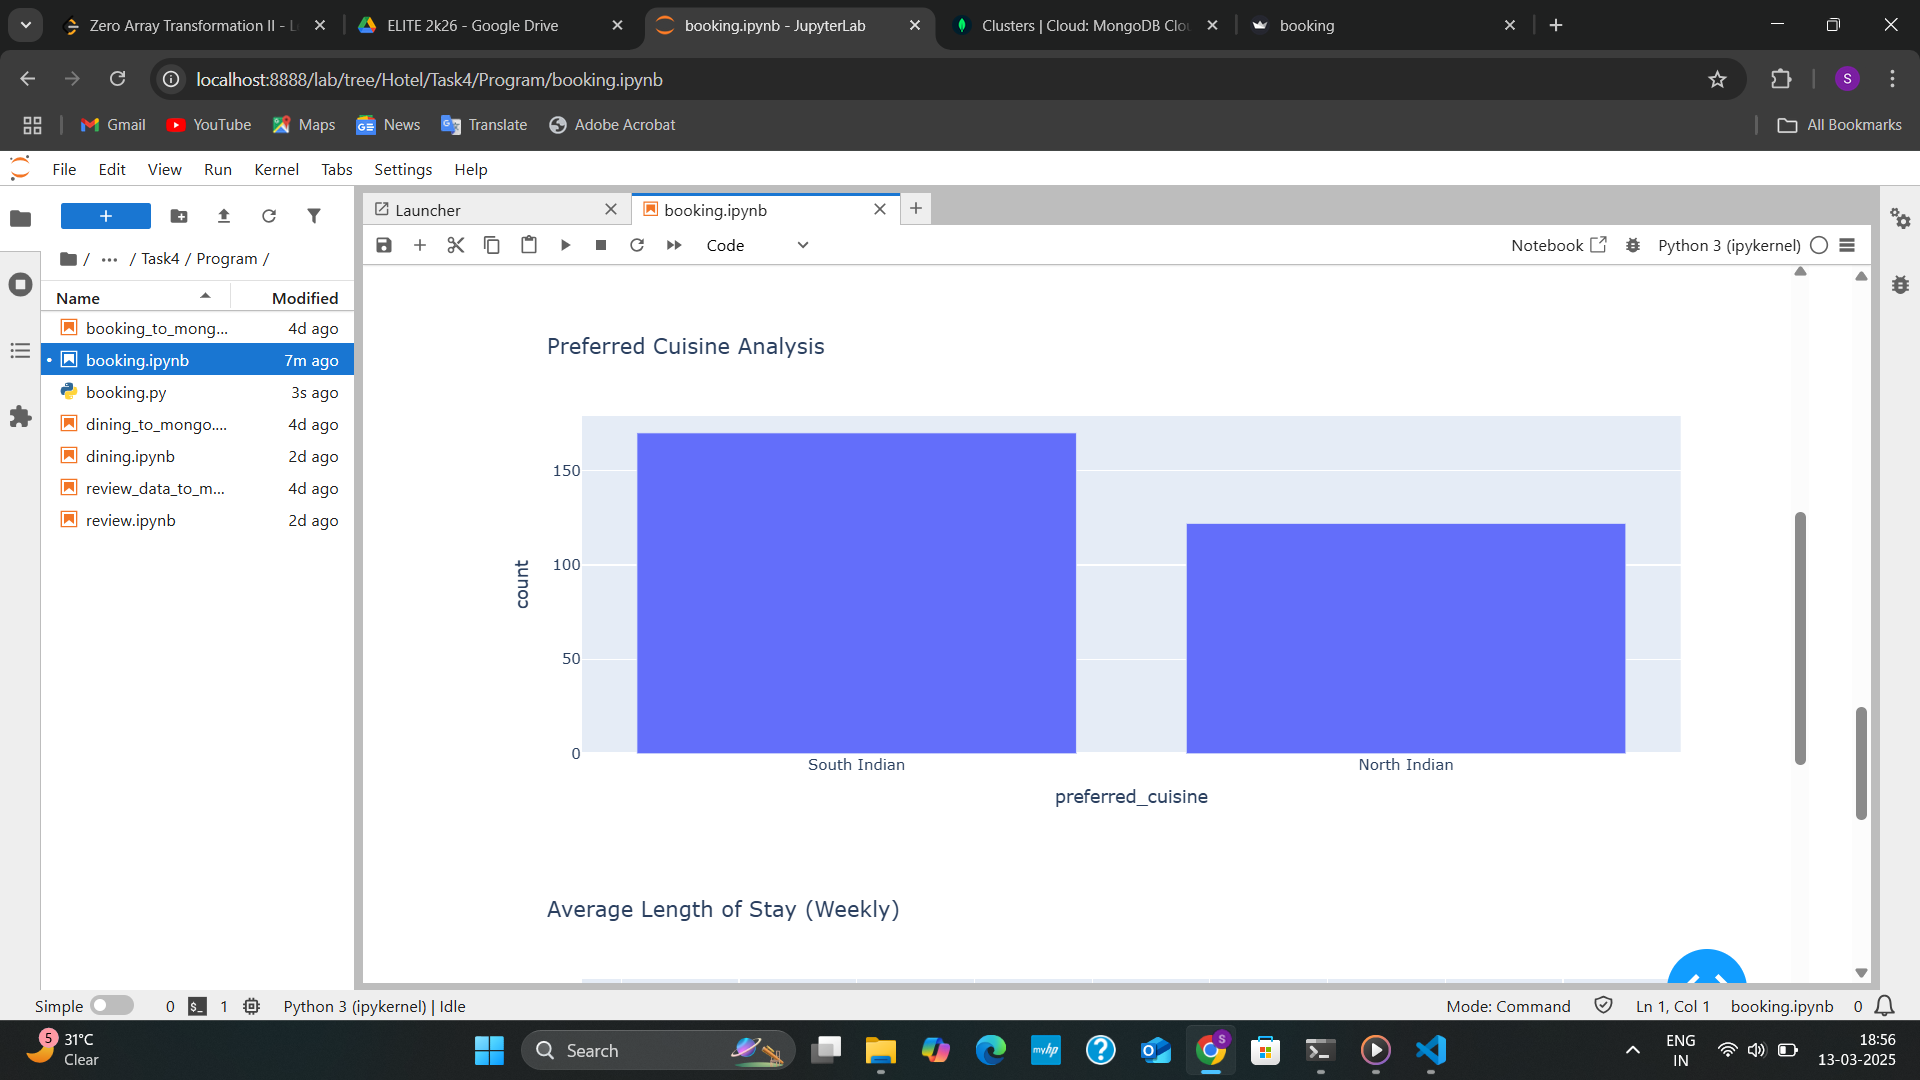 Zero Array Transformation II - L
ELITE 2k26 - Google Drive
booking.ipynb - JupyterLab
Clusters | Cloud: MongoDB Clo
booking
localhost:8888/lab/tree/Hotel/Task4/Program/booking.ipynb
S
Gmail
YouTube
Maps
News
Translate
Adobe Acrobat
All Bookmarks
File Edit View Run Kernel Tabs Settings Help
Launcher
booking.ipynb
Code
Notebook
Python 3 (ipykernel)
/ ... / Task4 / Program /
Name Modified
booking_to_mong... 4d ago
booking.ipynb 7m ago
booking.py 3s ago
dining_to_mongo.... 4d ago
dining.ipynb 2d ago
review_data_to_m... 4d ago
review.ipynb 2d ago
Preferred Cuisine Analysis
150
100
50
0
count
South Indian
North Indian
preferred_cuisine
Average Length of Stay (Weekly)
Simple
0
$_
1
Python 3 (ipykernel) | Idle
Mode: Command
Ln 1, Col 1
booking.ipynb
0
5
31°C
Clear
Search
myhp
S
ENG
IN
18:56
13-03-2025